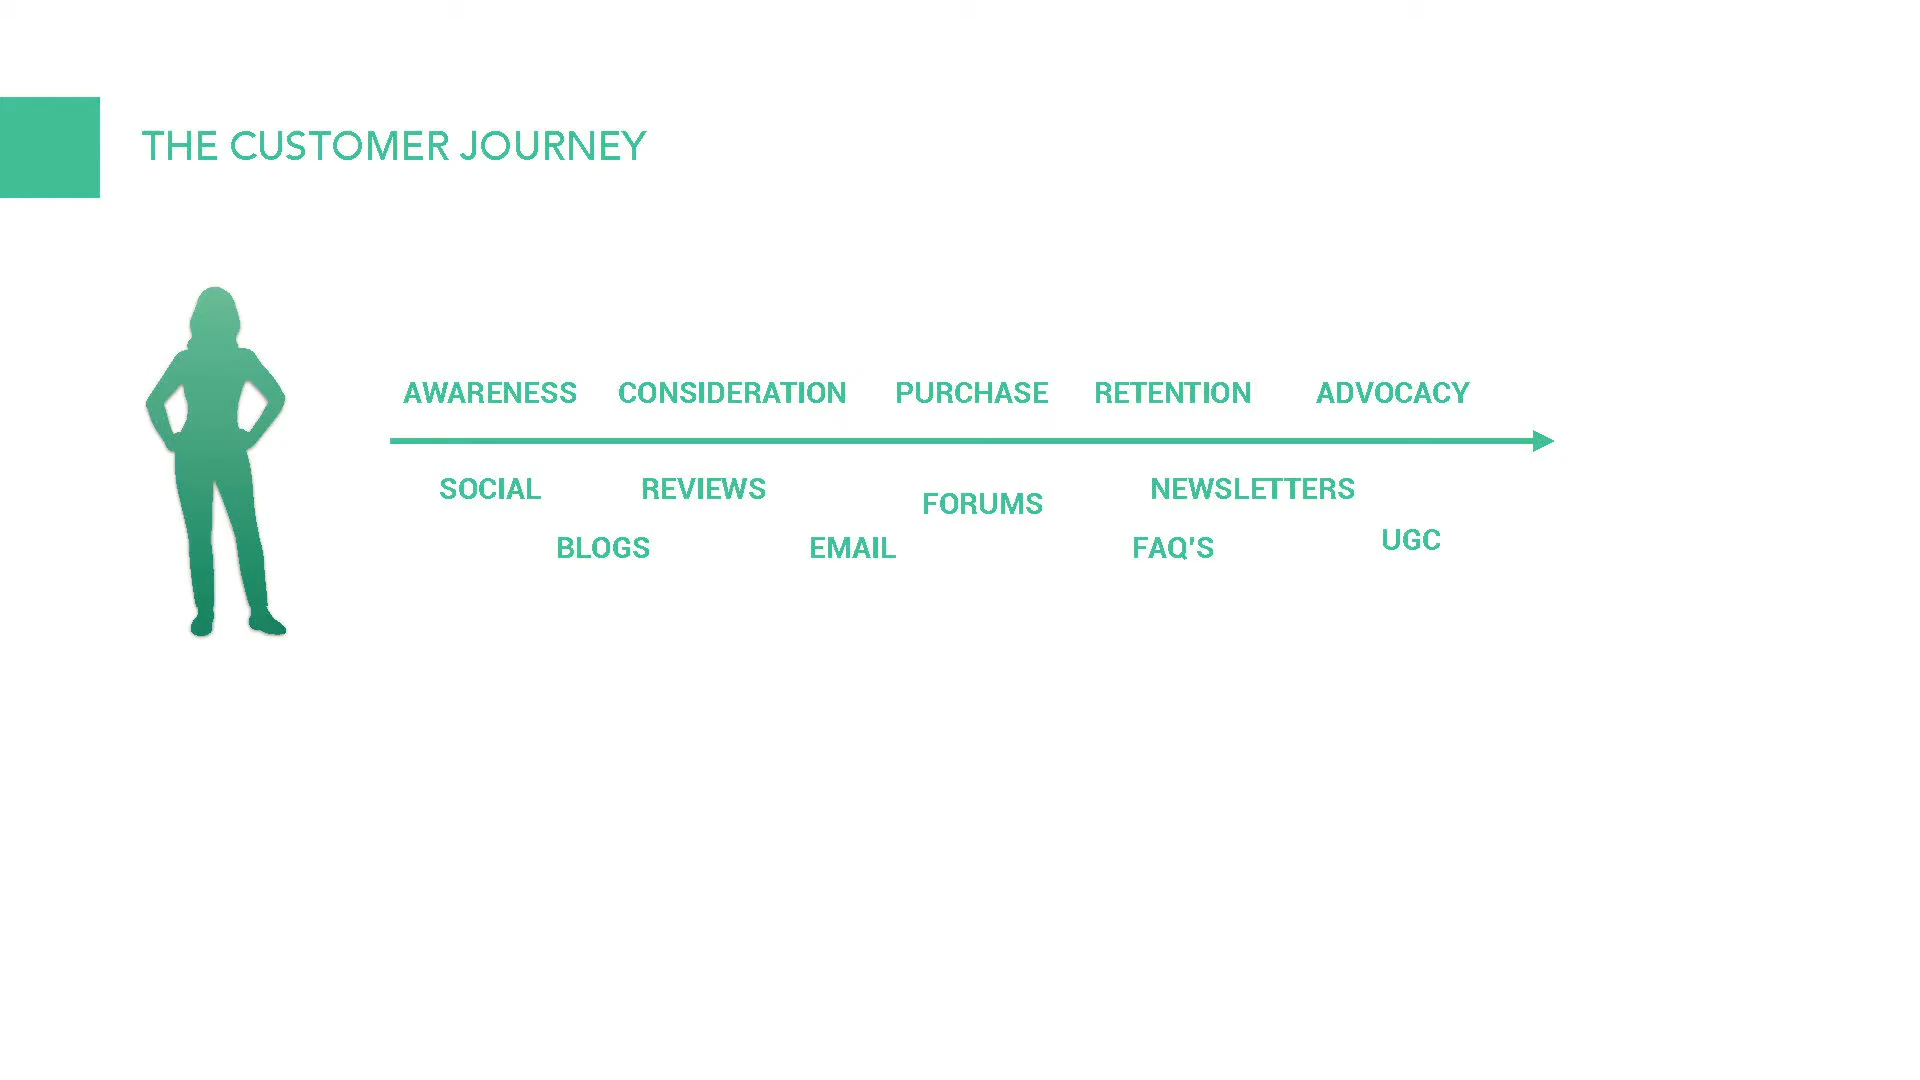 THE CUSTOMER JOURNEY
AWARENESS CONSIDERATION PURCHASE RETENTION ADVOCACY
SOCIAL REVIEWS FORUMS NEWSLETTERS
BLOGS EMAIL FAQ'S UGC